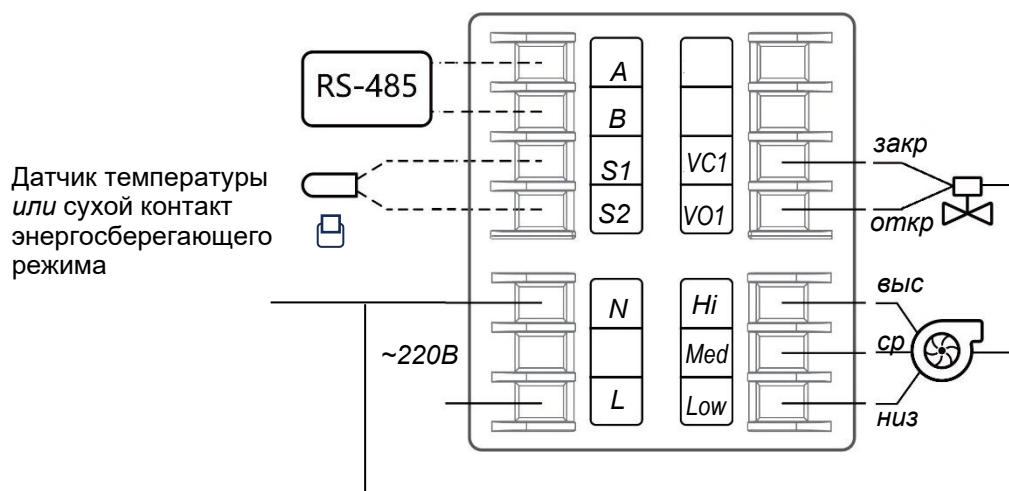 RS-485
Датчик температуры
или сухой контакт
энергосберегающего
режима
~220В
A
B
S1
S2
N
L
VC1
VO1
Hi
Med
Low
закр
откр
выс
ср
низ